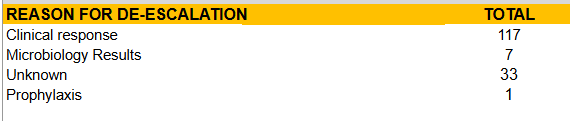 REASON FOR DE-ESCALATION TOTAL
Clinical response 117
Microbiology Results 7
Unknown 33
Prophylaxis 1